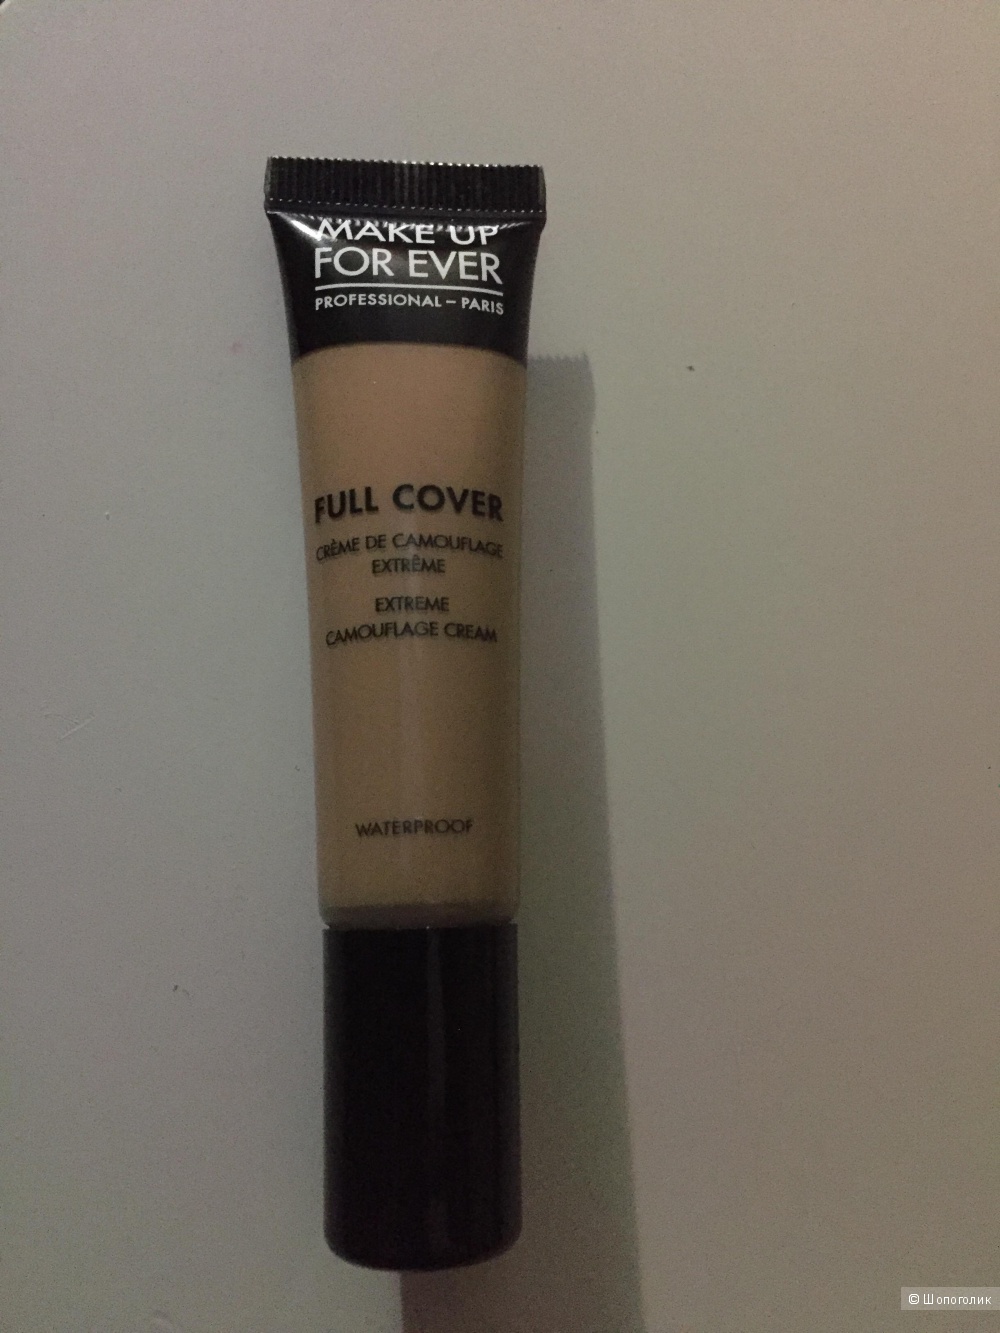 MAKE UP
FOR EVER
PROFESSIONAL – PARIS
FULL COVER
CRÈME DE CAMOUFLAGE
EXTRÊME
EXTREME
CAMOUFLAGE CREAM
WATERPROOF
© Шопоголик